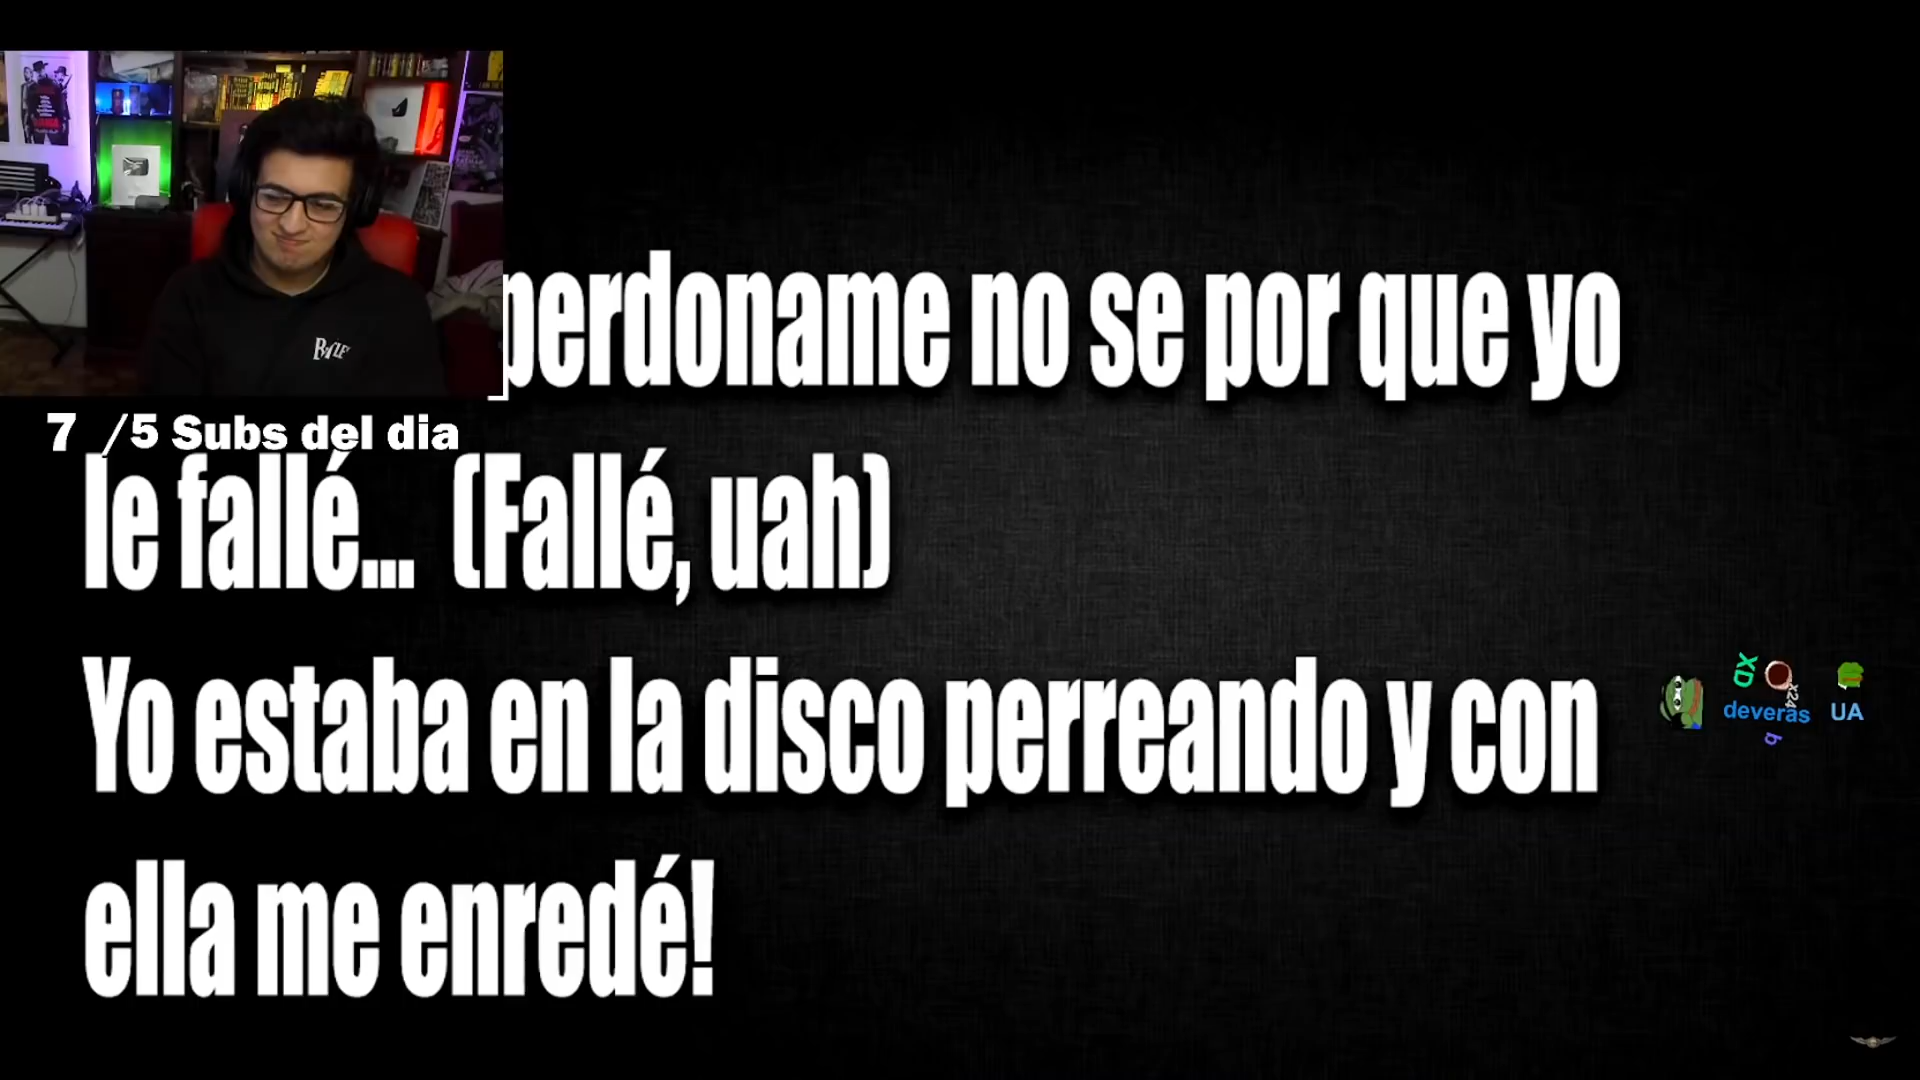 perdoname no se por que yo
7 /5 Subs del dia
le fallé... (Fallé, uah)
Yo estaba en la disco perreando y con
XD
x24
deveras UA
ella me enredé!